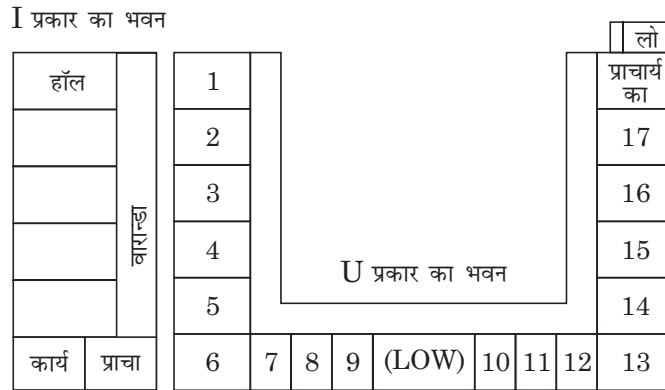 I प्रकार का भवन
लो
हॉल
1
प्राचार्य
का
2
17
3
16
वारान्डा
4
15
U प्रकार का भवन
5
14
कार्य
प्राचा
6
7
8
9
(LOW)
10
11
12
13